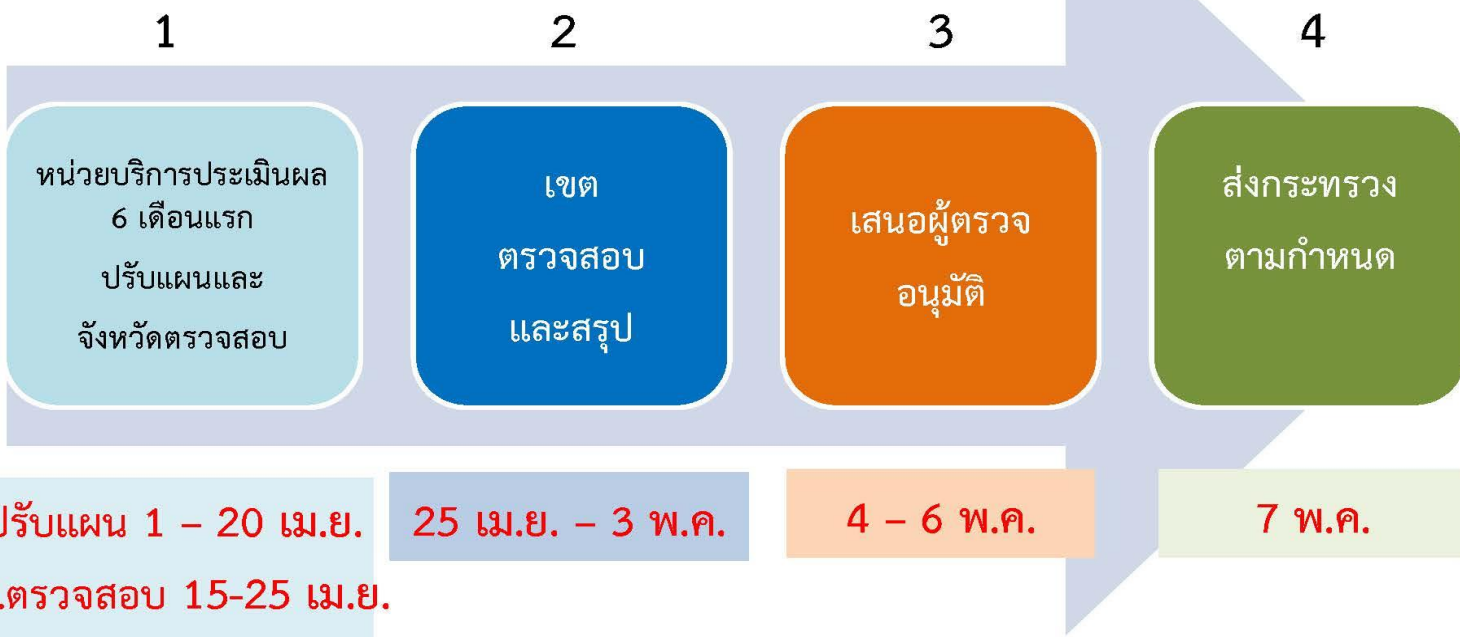 1
2
3
4
หน่วยบริการประเมินผล
6 เดือนแรก
ปรับแผนและ
จังหวัดตรวจสอบ
เขต
ตรวจสอบ
และสรุป
เสนอผู้ตรวจ
อนุมัติ
ส่งกระทรวง
ตามกำหนด
ปรับแผน 1 – 20 เม.ย.
.ตรวจสอบ 15-25 เม.ย.
25 เม.ย. – 3 พ.ค.
4 – 6 พ.ค.
7 พ.ค.